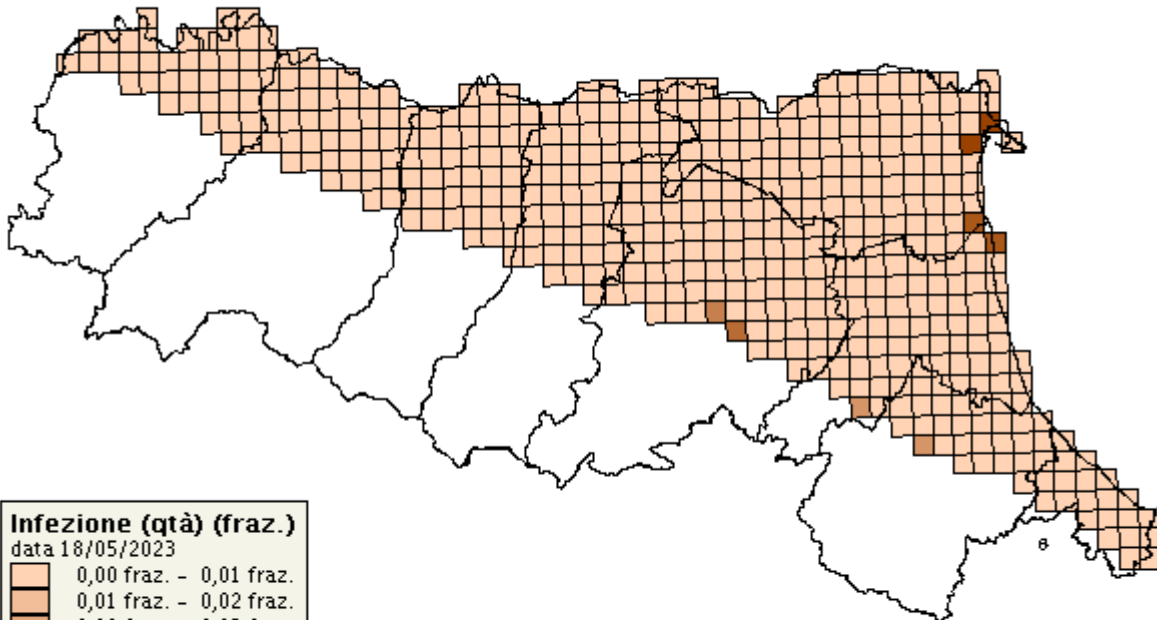 Infezione (qtà) (fraz.)
data 18/05/2023
0,00 fraz. - 0,01 fraz.
0,01 fraz. - 0,02 fraz.